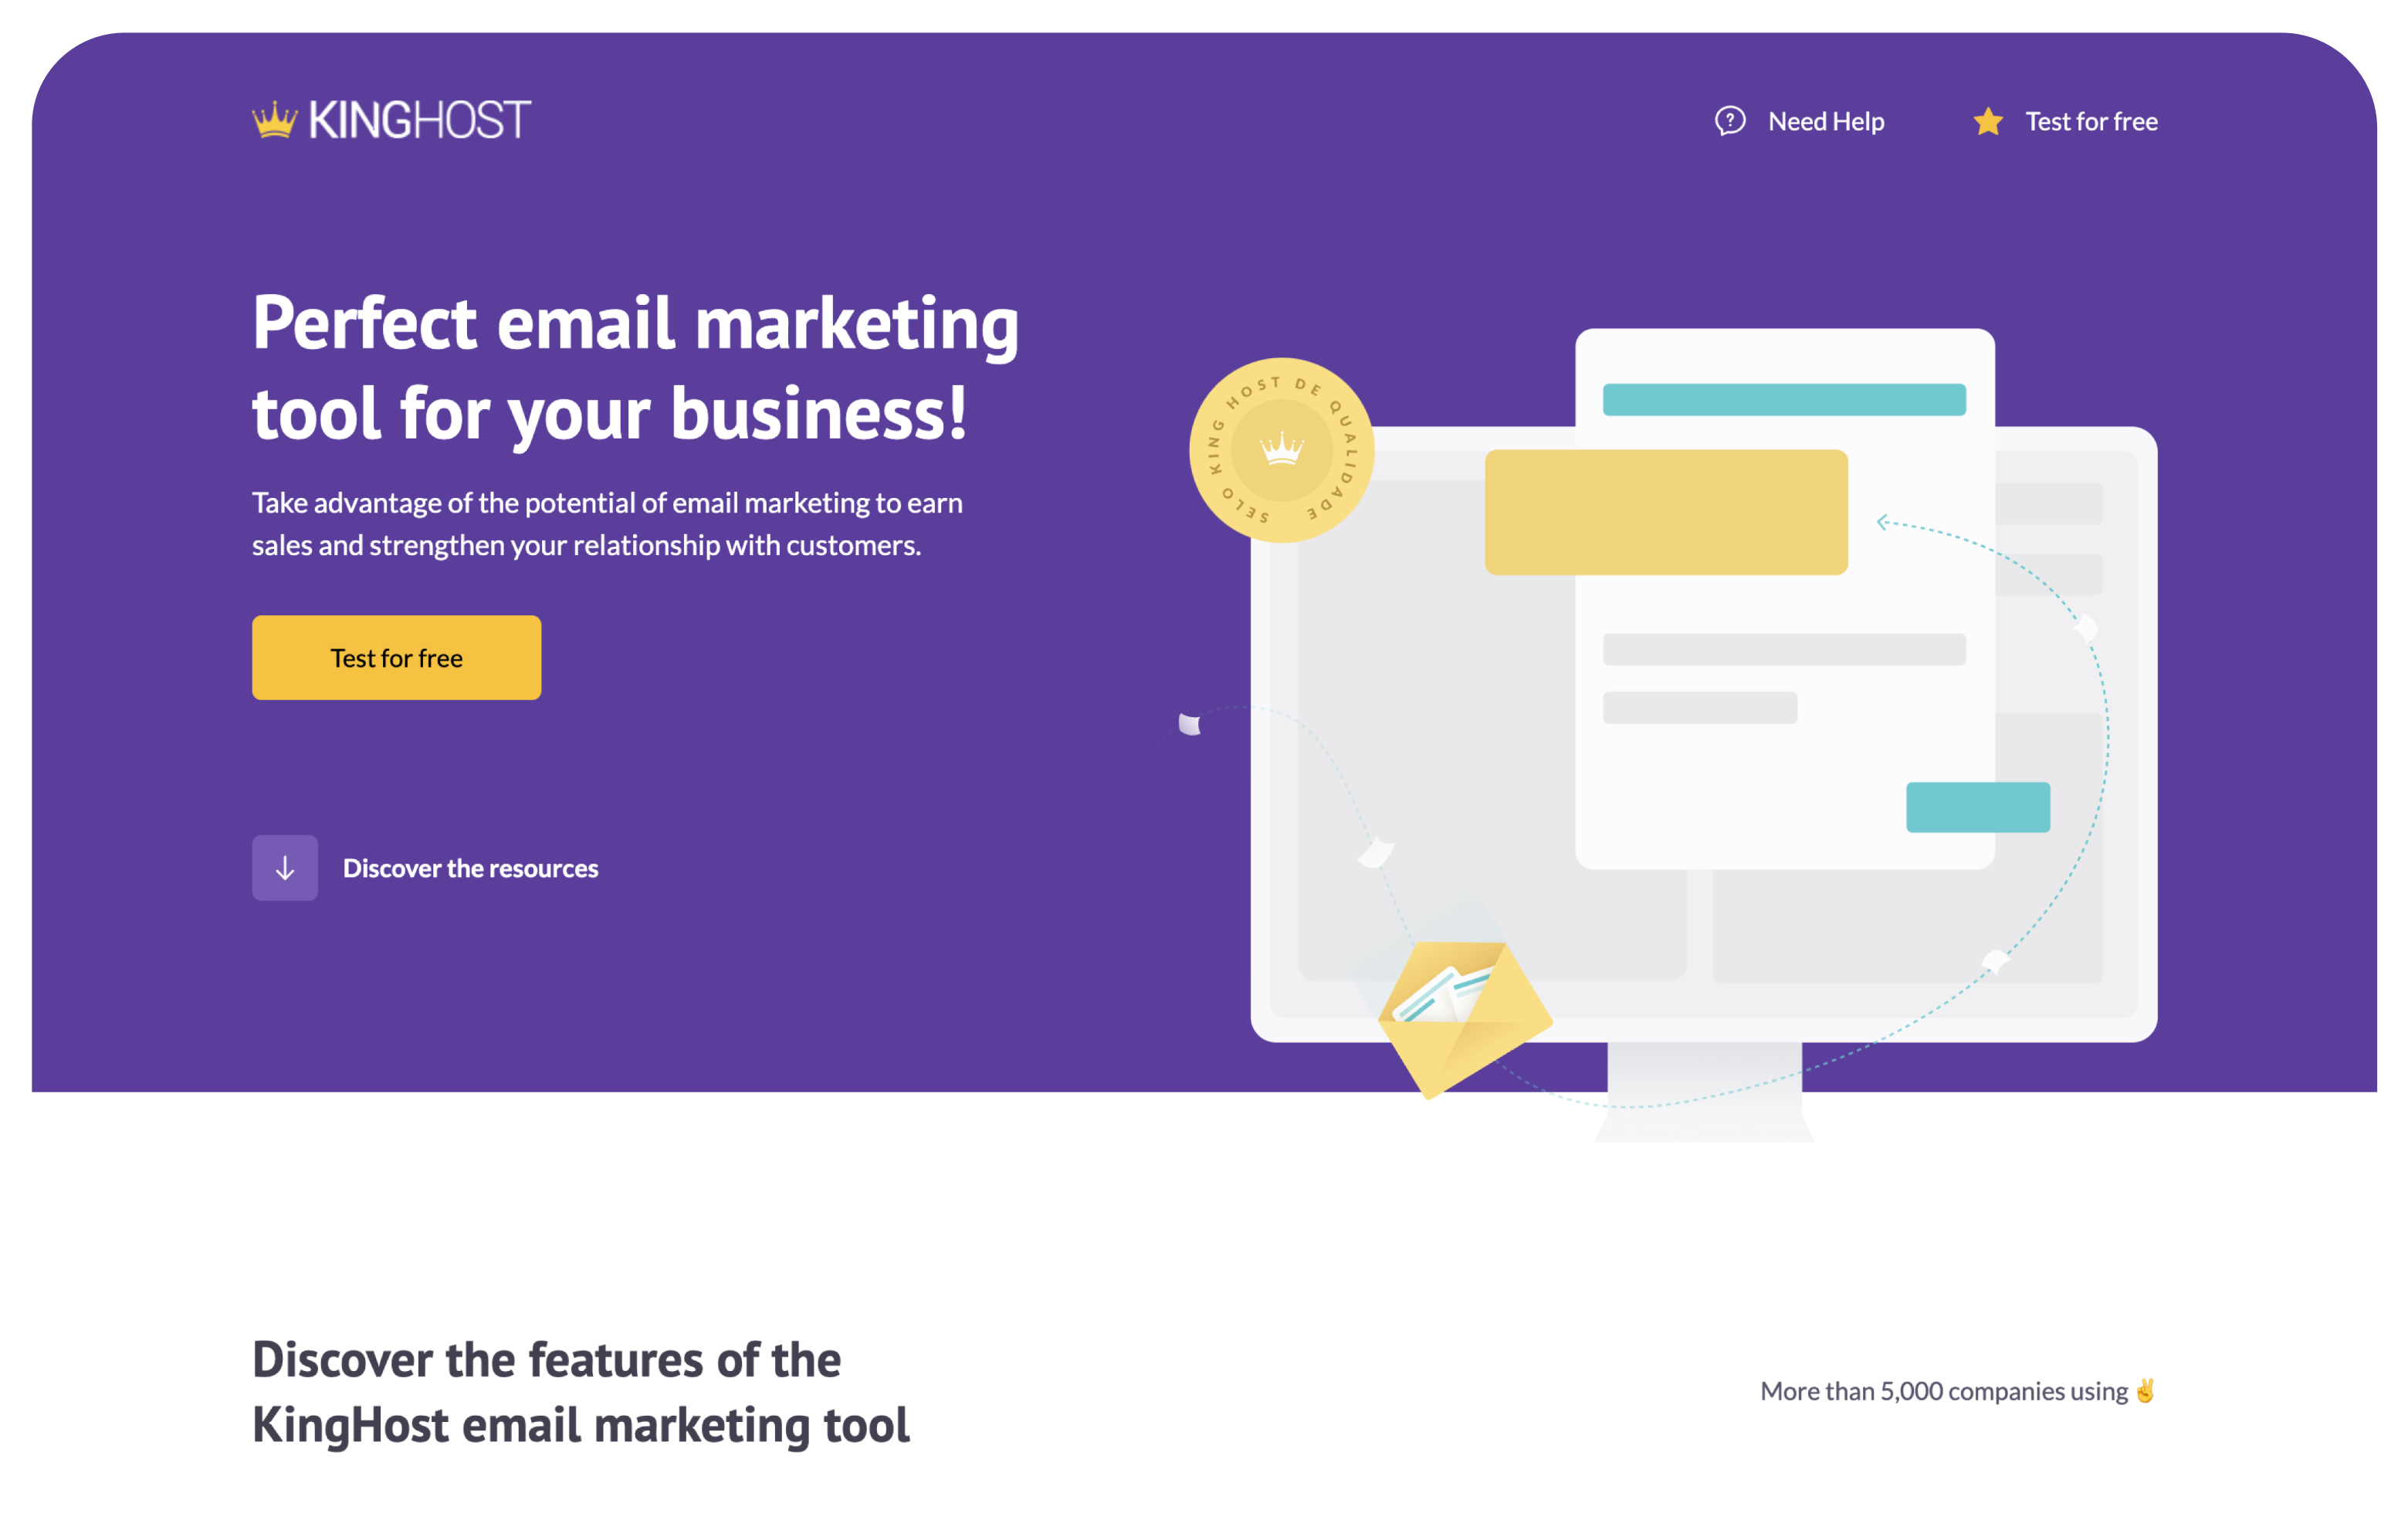 KINGHOST
Need Help
Test for free
Perfect email marketing
tool for your business!
Take advantage of the potential of email marketing to earn
sales and strengthen your relationship with customers.
Test for free
Discover the resources
SELO KING HOST DE QUALIDADE
Discover the features of the
KingHost email marketing tool
More than 5,000 companies using ✌️